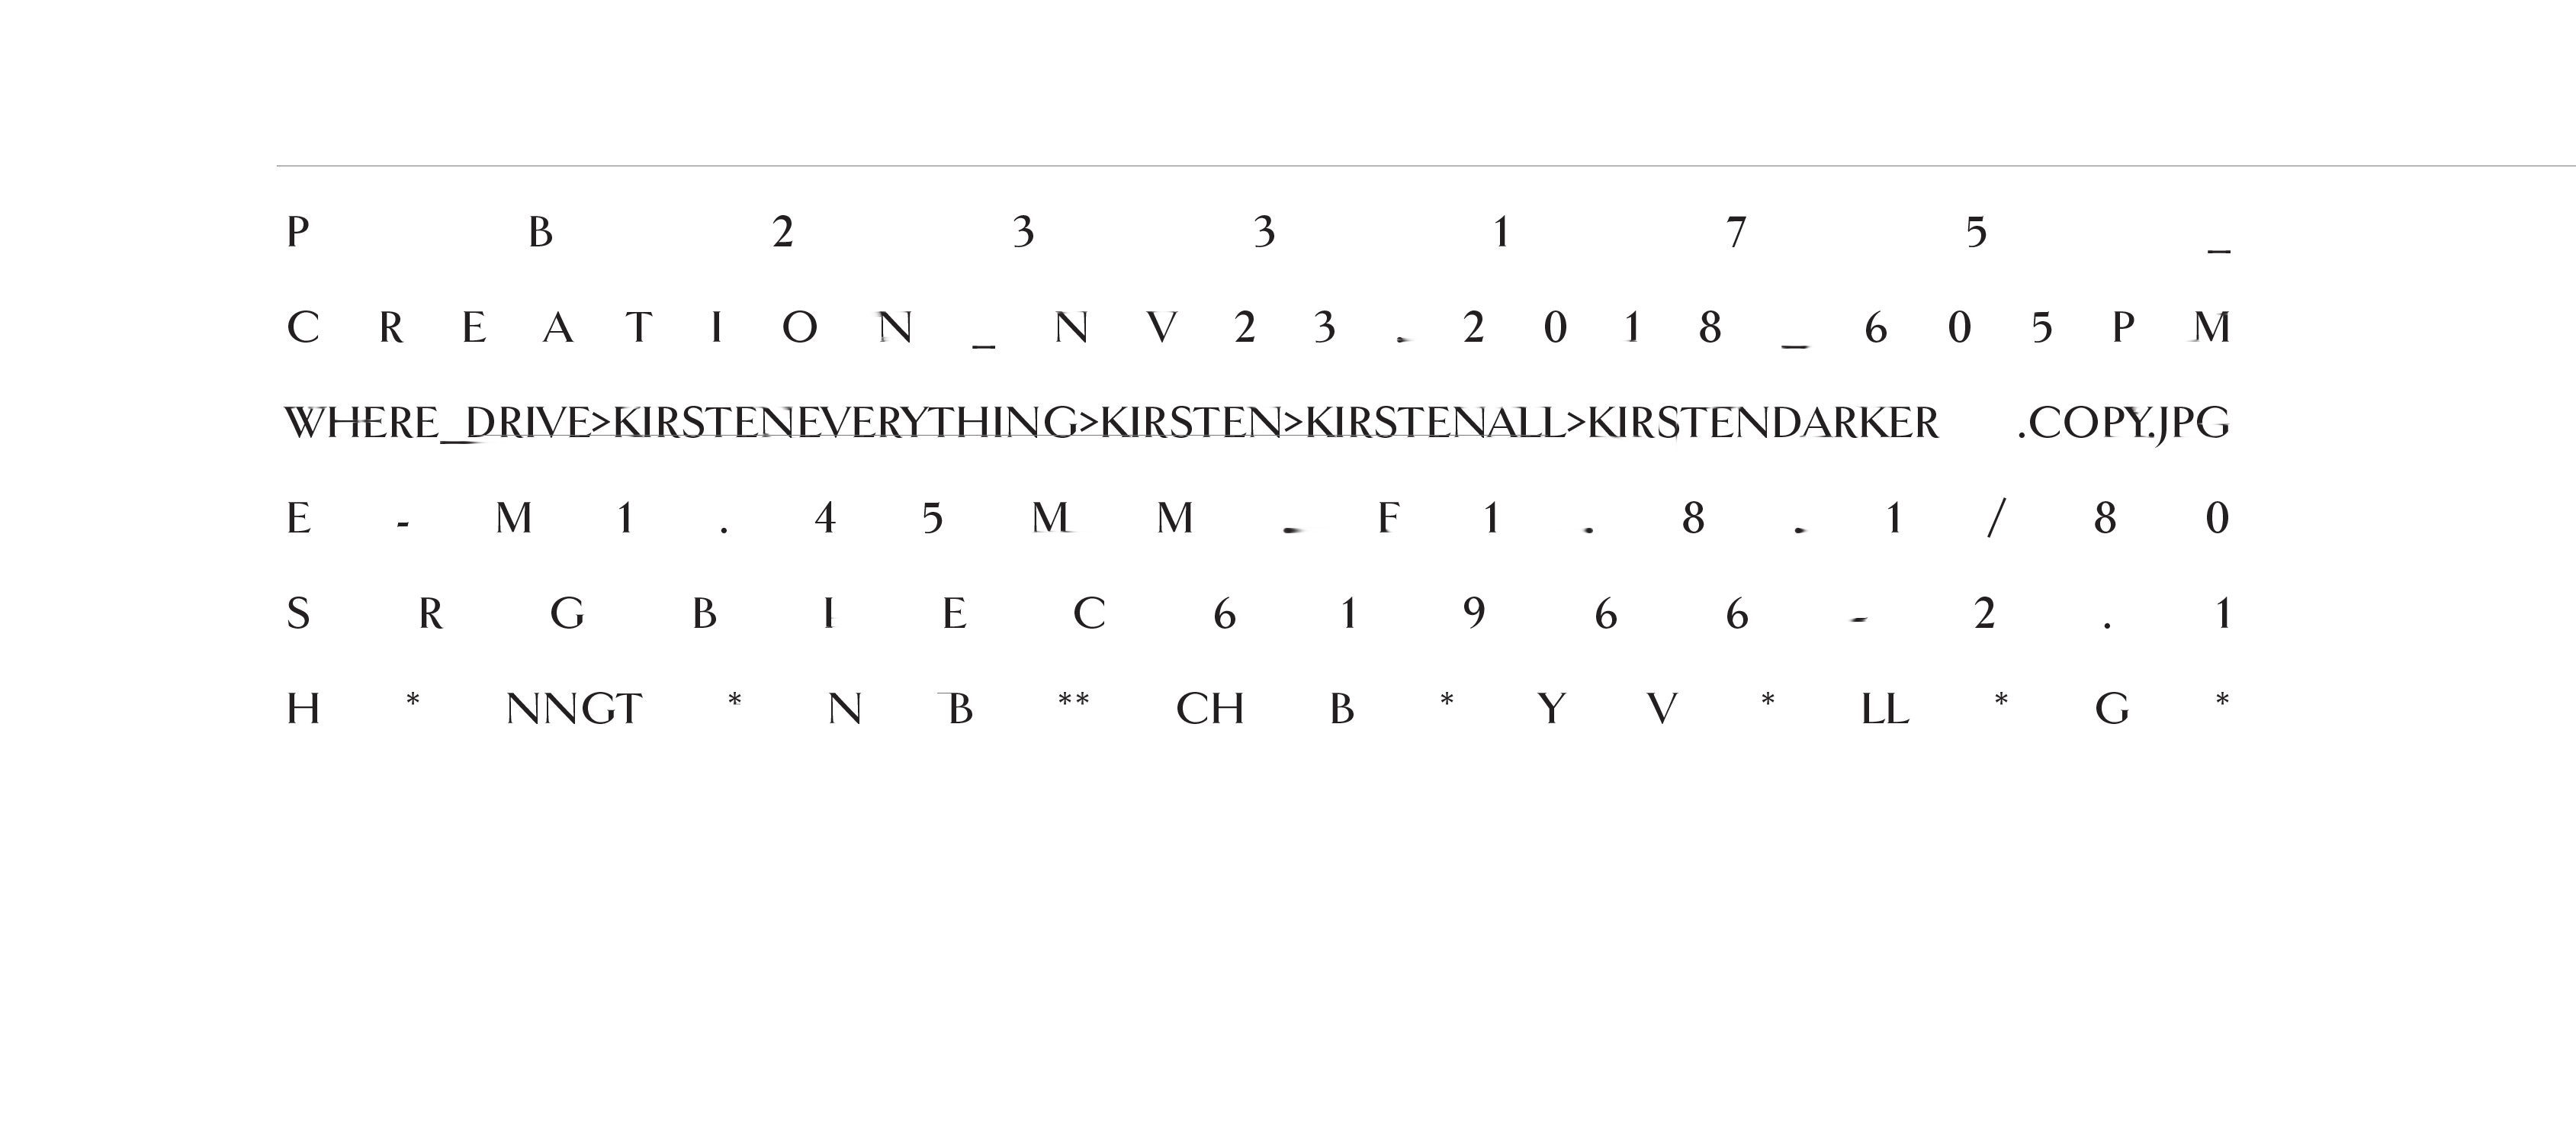 P B 2 3 3 1 7 5 _
C R E A T I O N _ N V 2 3 . 2 0 1 8 _ 6 0 5 P M
WHERE_DRIVE>KIRSTENEVERYTHING>KIRSTEN>KIRSTENALL>KIRSTENDARKER .COPY.JPG
E - M 1 . 4 5 M M . F 1 . 8 . 1 / 8 0
S R G B I E C 6 1 9 6 6 - 2 . 1
H * NNGT * N B ** CH B * Y V * LL * G *